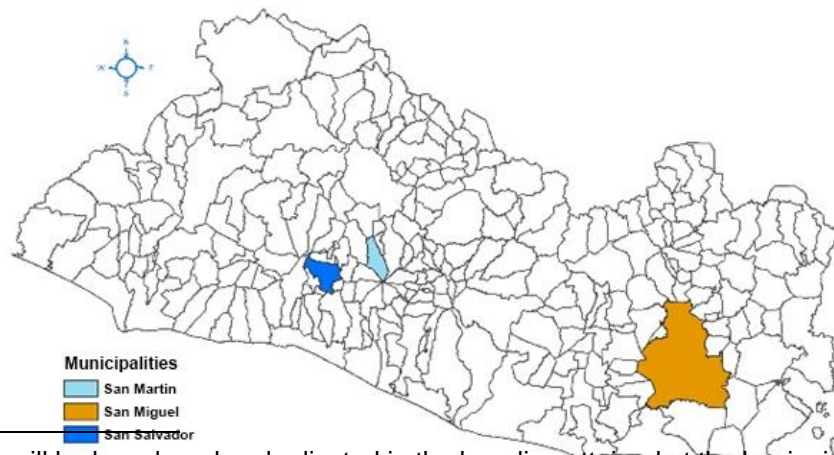 N
W E
S
Municipalities
San Martin
San Miguel
San Salvador